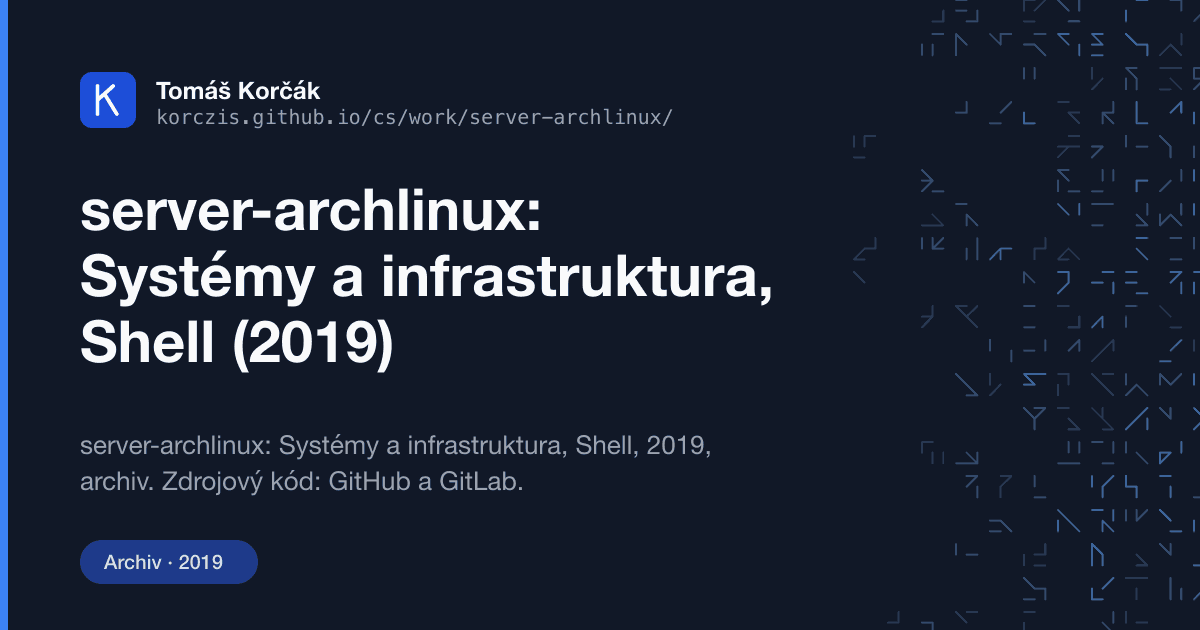 K
Tomáš Korčák
korczis.github.io/cs/work/server-archlinux/
server-archlinux:
Systémy a infrastruktura,
Shell (2019)
server-archlinux: Systémy a infrastruktura, Shell, 2019,
archiv. Zdrojový kód: GitHub a GitLab.
Archiv · 2019